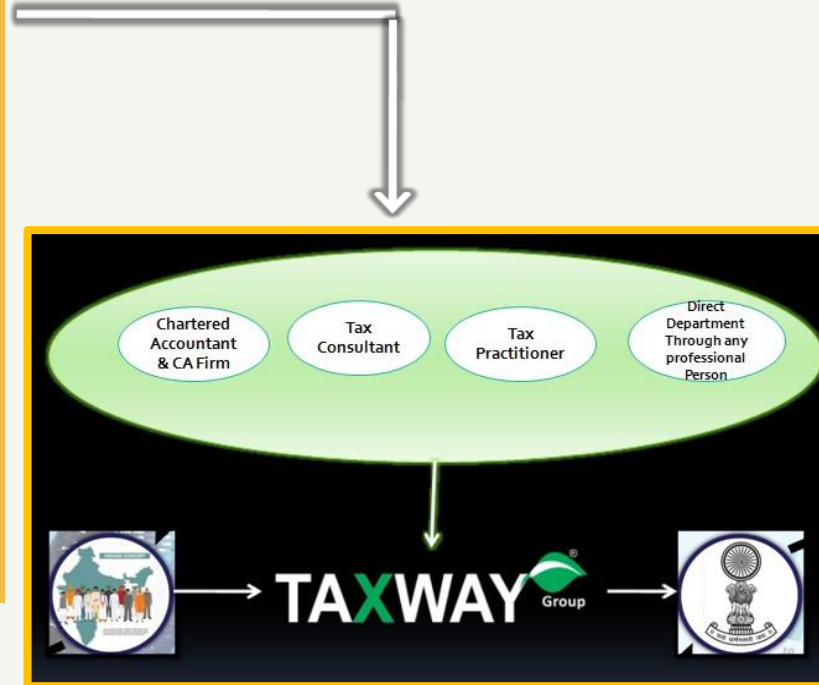 Chartered
Accountant
& CA Firm
Tax
Consultant
Tax
Practitioner
Direct
Department
Through any
professional
Person
TAXWAY
®
Group